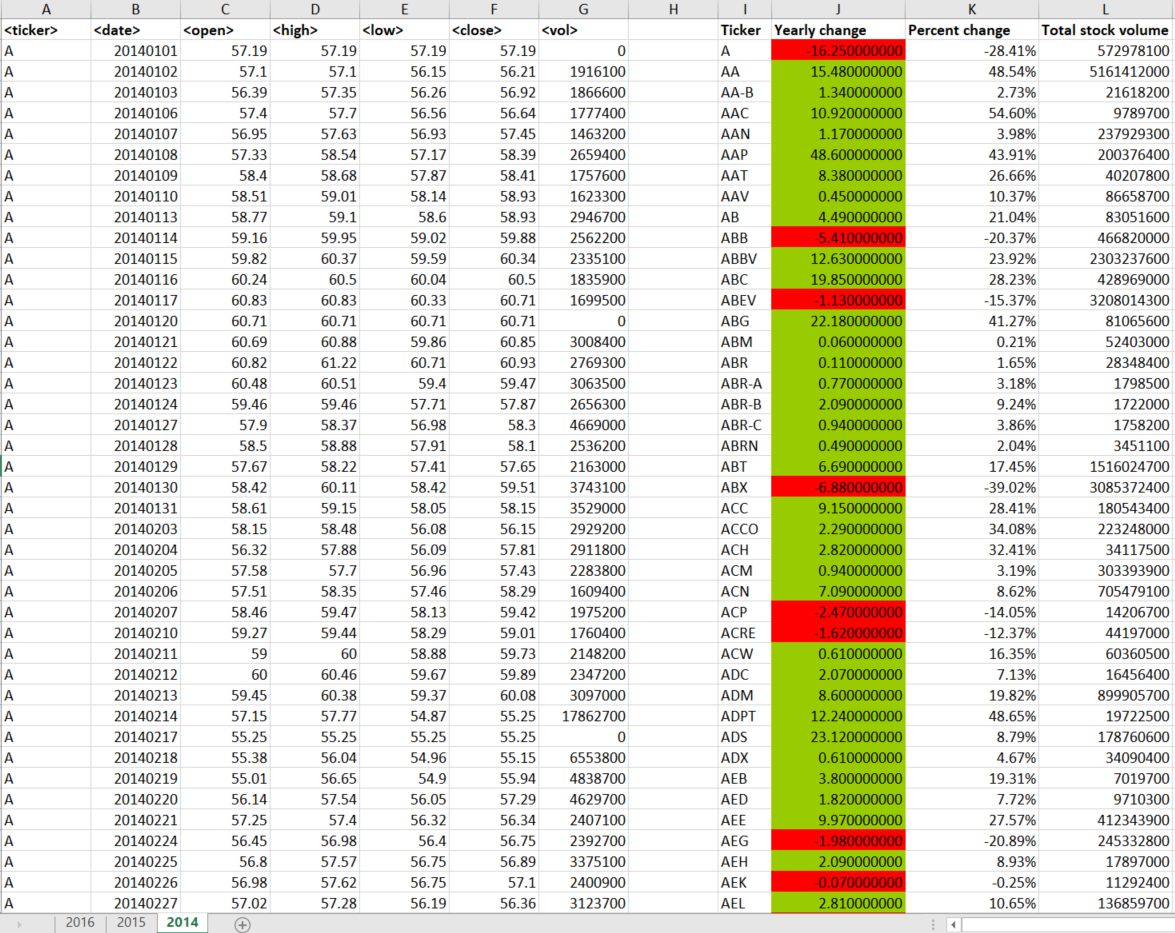 A B C D E F G H I J K L
<ticker> <date> <open> <high> <low> <close> <vol> Ticker Yearly change Percent change Total stock volume
A 20140101 57.19 57.19 57.19 57.19 0 A -16.250000000 -28.41% 572978100
A 20140102 57.1 57.1 56.15 56.21 1916100 AA 15.480000000 48.54% 5161412000
A 20140103 56.39 57.35 56.26 56.92 1866600 AA-B 1.340000000 2.73% 21618200
A 20140106 57.4 57.7 56.56 56.64 1777400 AAC 10.920000000 54.60% 9789700
A 20140107 56.95 57.63 56.93 57.45 1463200 AAN 1.170000000 3.98% 237929300
A 20140108 57.33 58.54 57.17 58.39 2659400 AAP 48.600000000 43.91% 200376400
A 20140109 58.4 58.68 57.87 58.41 1757600 AAT 8.380000000 26.66% 40207800
A 20140110 58.51 59.01 58.14 58.93 1623300 AAV 0.450000000 10.37% 86658700
A 20140113 58.77 59.1 58.6 58.93 2946700 AB 4.490000000 21.04% 83051600
A 20140114 59.16 59.95 59.02 59.88 2562200 ABB -5.410000000 -20.37% 466820000
A 20140115 59.82 60.37 59.59 60.34 2335100 ABBV 12.630000000 23.92% 2303237600
A 20140116 60.24 60.5 60.04 60.5 1835900 ABC 19.850000000 28.23% 428969000
A 20140117 60.83 60.83 60.33 60.71 1699500 ABEV -1.130000000 -15.37% 3208014300
A 20140120 60.71 60.71 60.71 60.71 0 ABG 22.180000000 41.27% 81065600
A 20140121 60.69 60.88 59.86 60.85 3008400 ABM 0.060000000 0.21% 52403000
A 20140122 60.82 61.22 60.71 60.93 2769300 ABR 0.110000000 1.65% 28348400
A 20140123 60.48 60.51 59.4 59.47 3063500 ABR-A 0.770000000 3.18% 1798500
A 20140124 59.46 59.46 57.71 57.87 2656300 ABR-B 2.090000000 9.24% 1722000
A 20140127 57.9 58.37 56.98 58.3 4669000 ABR-C 0.940000000 3.86% 1758200
A 20140128 58.5 58.88 57.91 58.1 2536200 ABRN 0.490000000 2.04% 3451100
A 20140129 57.67 58.22 57.41 57.65 2163000 ABT 6.690000000 17.45% 1516024700
A 20140130 58.42 60.11 58.42 59.51 3743100 ABX -6.880000000 -39.02% 3085372400
A 20140131 58.61 59.15 58.05 58.15 3529000 ACC 9.150000000 28.41% 180543400
A 20140203 58.15 58.48 56.08 56.15 2929200 ACCO 2.290000000 34.08% 223248000
A 20140204 56.32 57.88 56.09 57.81 2911800 ACH 2.820000000 32.41% 34117500
A 20140205 57.58 57.7 56.96 57.43 2283800 ACM 0.940000000 3.19% 303393900
A 20140206 57.51 58.35 57.46 58.29 1609400 ACN 7.090000000 8.62% 705479100
A 20140207 58.46 59.47 58.13 59.42 1975200 ACP -2.470000000 -14.05% 14206700
A 20140210 59.27 59.44 58.29 59.01 1760400 ACRE -1.620000000 -12.37% 44197000
A 20140211 59 60 58.88 59.73 2148200 ACW 0.610000000 16.35% 60360500
A 20140212 60 60.46 59.67 59.89 2347200 ADC 2.070000000 7.13% 16456400
A 20140213 59.45 60.38 59.37 60.08 3097000 ADM 8.600000000 19.82% 899905700
A 20140214 57.15 57.77 54.87 55.25 17862700 ADPT 12.240000000 48.65% 19722500
A 20140217 55.25 55.25 55.25 55.25 0 ADS 23.120000000 8.79% 178760600
A 20140218 55.38 56.04 54.96 55.15 6553800 ADX 0.610000000 4.67% 34090400
A 20140219 55.01 56.65 54.9 55.94 4838700 AEB 3.800000000 19.31% 7019700
A 20140220 56.14 57.54 56.05 57.29 4629700 AED 1.820000000 7.72% 9710300
A 20140221 57.25 57.4 56.32 56.34 2407100 AEE 9.970000000 27.57% 412343900
A 20140224 56.45 56.98 56.4 56.75 2392700 AEG -1.980000000 -20.89% 245332800
A 20140225 56.8 57.57 56.75 56.89 3375100 AEH 2.090000000 8.93% 17897000
A 20140226 56.98 57.62 56.75 57.1 2400900 AEK -0.070000000 -0.25% 11292400
A 20140227 57.02 57.28 56.19 56.36 3123700 AEL 2.810000000 10.65% 136859700
2016 2015 2014